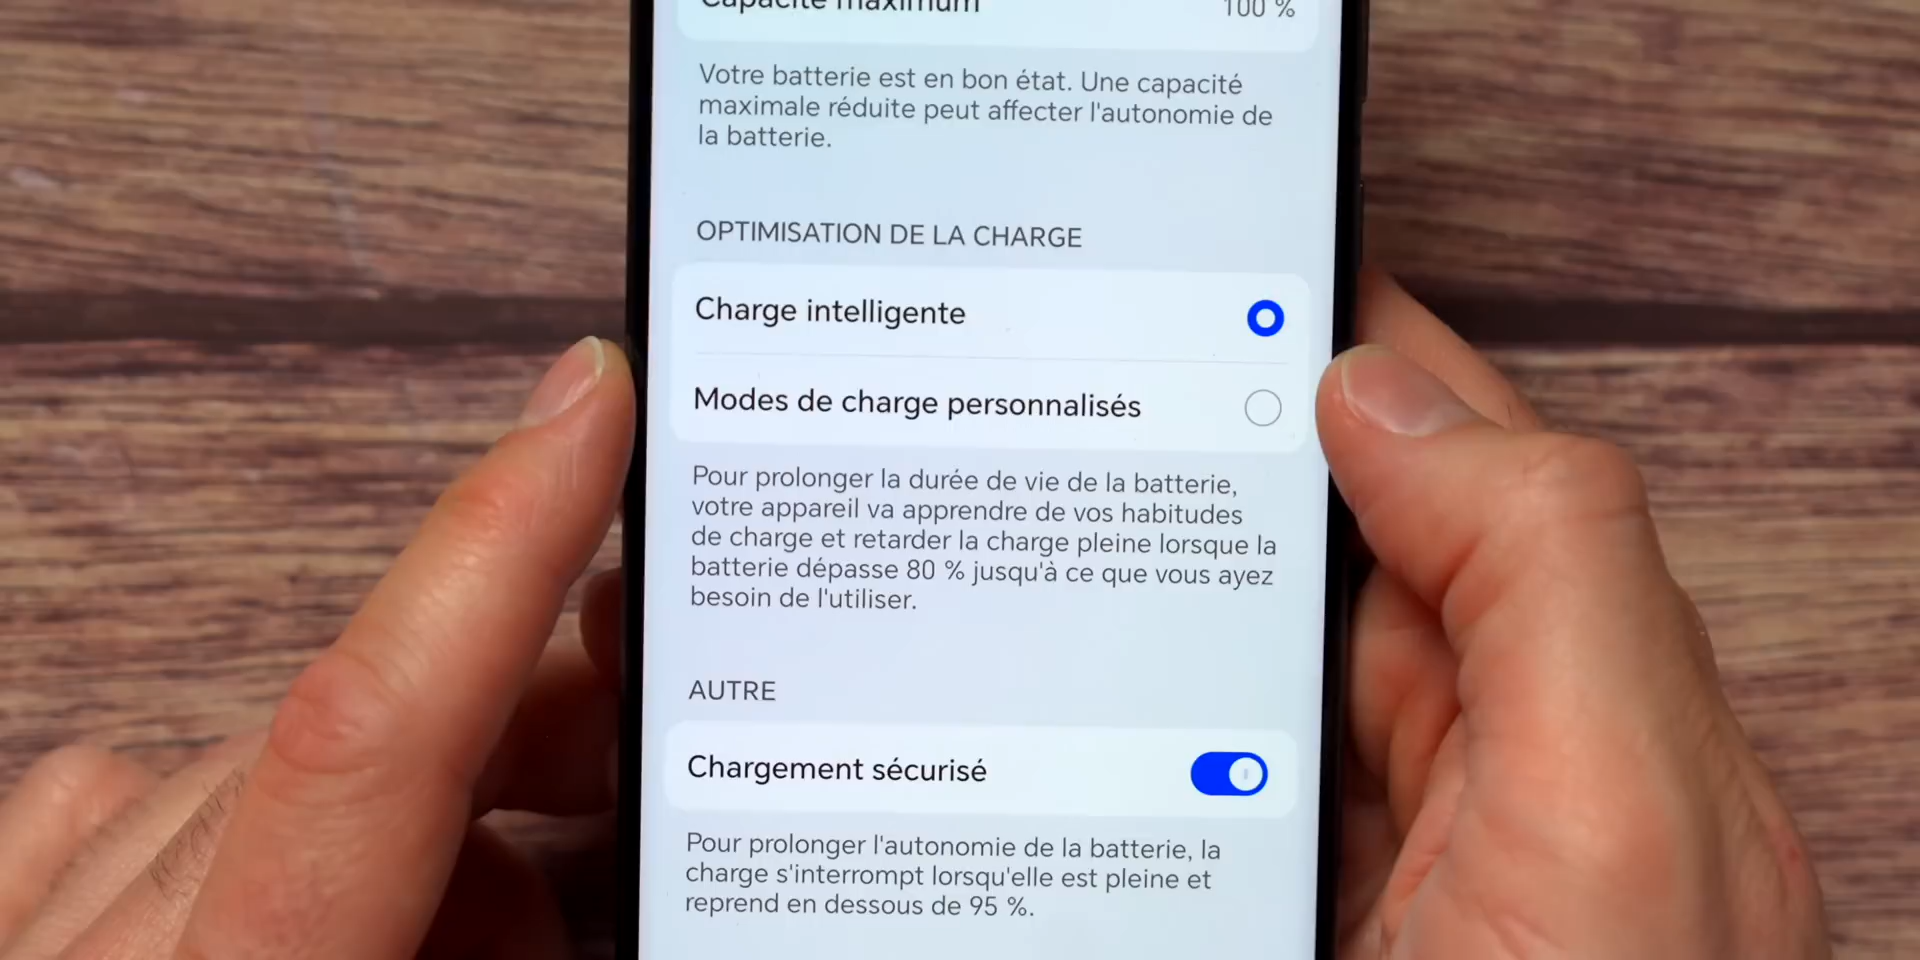 Capacité maximum 100 %
Votre batterie est en bon état. Une capacité
maximale réduite peut affecter l'autonomie de
la batterie.
OPTIMISATION DE LA CHARGE
Charge intelligente
Modes de charge personnalisés
Pour prolonger la durée de vie de la batterie,
votre appareil va apprendre de vos habitudes
de charge et retarder la charge pleine lorsque la
batterie dépasse 80 % jusqu'à ce que vous ayez
besoin de l'utiliser.
AUTRE
Chargement sécurisé
Pour prolonger l'autonomie de la batterie, la
charge s'interrompt lorsqu'elle est pleine et
reprend en dessous de 95 %.